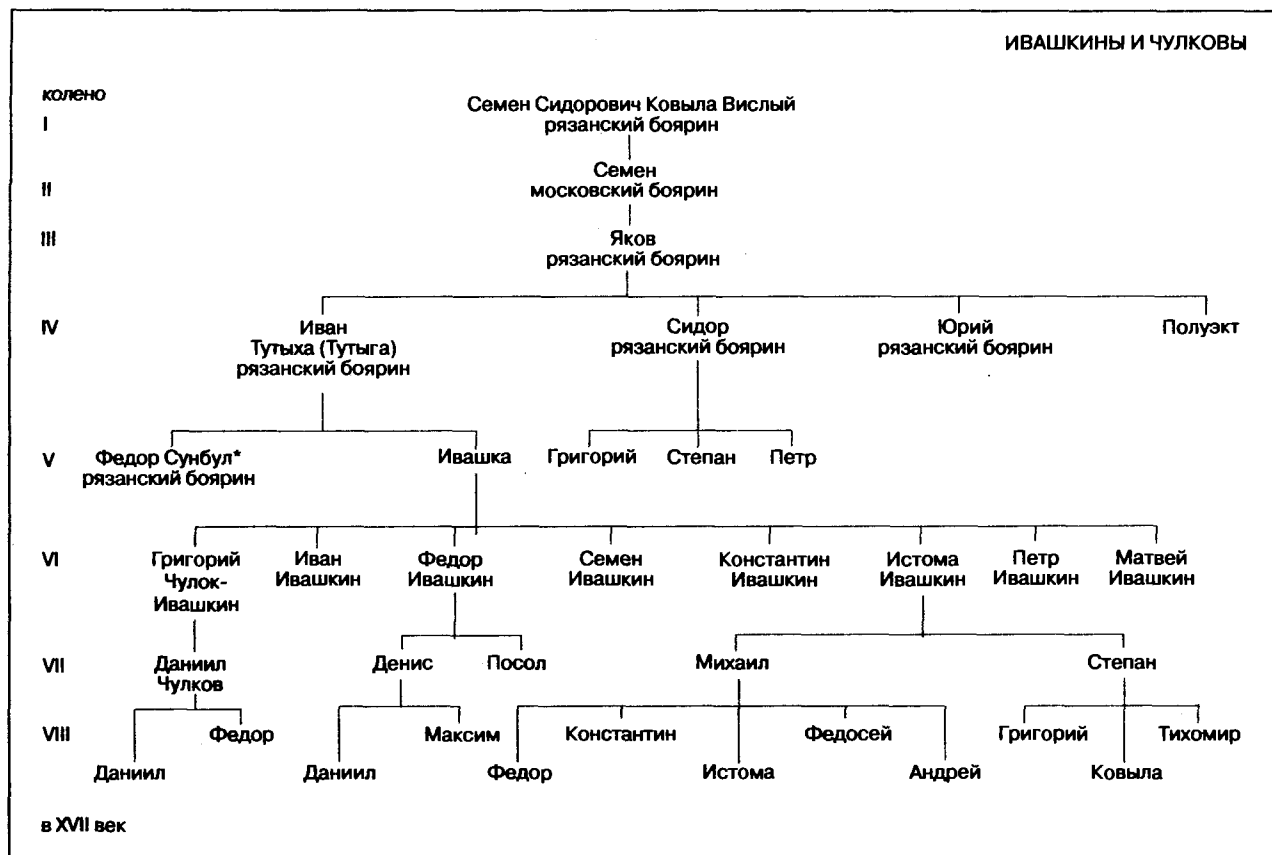 ИВАШКИНЫ И ЧУЛКОВЫ
колено
I
Семен Сидорович Ковыла Вислый
рязанский боярин
II
Семен
московский боярин
III
Яков
рязанский боярин
IV
Иван
Тутыха (Тутыга)
рязанский боярин
Сидор
рязанский боярин
Юрий
рязанский боярин
Полуэкт
V
Федор Сунбул*
рязанский боярин
Ивашка
Григорий
Степан
Петр
VI
Григорий
Чулок-
Ивашкин
Иван
Ивашкин
Федор
Ивашкин
Семен
Ивашкин
Константин
Ивашкин
Истома
Ивашкин
Петр
Ивашкин
Матвей
Ивашкин
VII
Даниил
Чулков
Денис
Посол
Михаил
Степан
VIII
Даниил
Федор
Даниил
Максим
Федор
Константин
Истома
Федосей
Андрей
Григорий
Ковыла
Тихомир
в XVII век